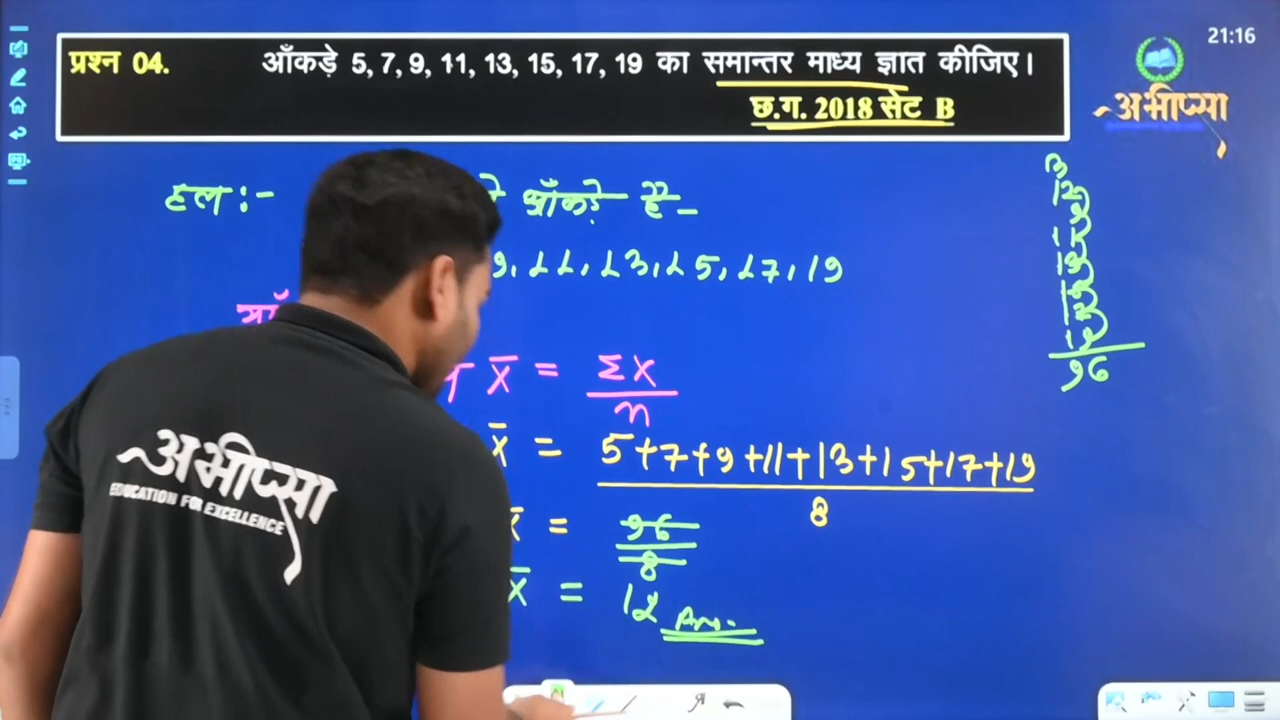 21:16
प्रश्न 04. आँकड़े 5, 7, 9, 11, 13, 15, 17, 19 का समान्तर माध्य ज्ञात कीजिए।
छ.ग. 2018 सेट B
अभीप्सा
हल:- आँकड़े है-
9, 11, 13, 15, 17, 19
x̄ = Σx / n
x̄ = 5+7+9+11+13+15+17+19 / 8
x̄ = 96 / 8
x̄ = 12 Ans.
96
अभीप्सा
EDUCATION FOR EXCELLENCE